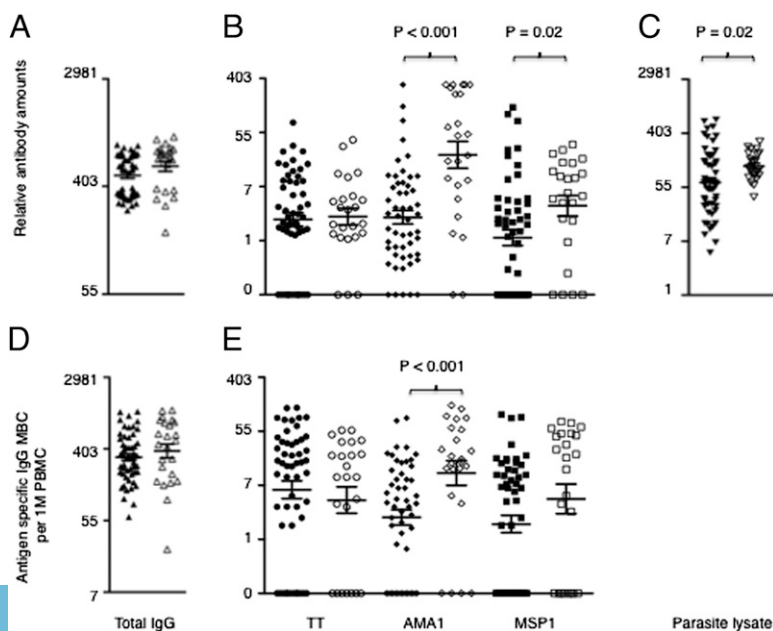 A
B
C
P < 0.001
P = 0.02
P = 0.02
Relative antibody amounts
2981
403
55
403
55
7
1
0
2981
403
55
7
1
D
E
P < 0.001
Antigen specific IgG MBC
per 1M PBMC
2981
403
55
7
403
55
7
1
0
Total IgG
TT
AMA1
MSP1
Parasite lysate